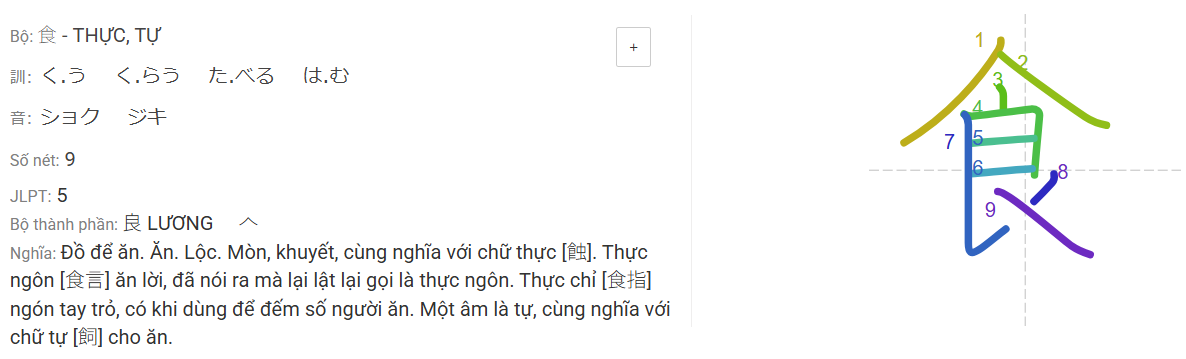 Bộ: 食 - THỰC, TỰ
+
訓: く.う く.らう た.べる は.む
音: ショク ジキ
Số nét: 9
JLPT: 5
Bộ thành phần: 良 LƯƠNG 𠆢
Nghĩa: Đồ để ăn. Ăn. Lộc. Mòn, khuyết, cùng nghĩa với chữ thực [蝕]. Thực
ngôn [食言] ăn lời, đã nói ra mà lại lật lại gọi là thực ngôn. Thực chỉ [食指]
ngón tay trỏ, có khi dùng để đếm số người ăn. Một âm là tự, cùng nghĩa với
chữ tự [飼] cho ăn.
食
1
2
3
4
5
6
7
8
9